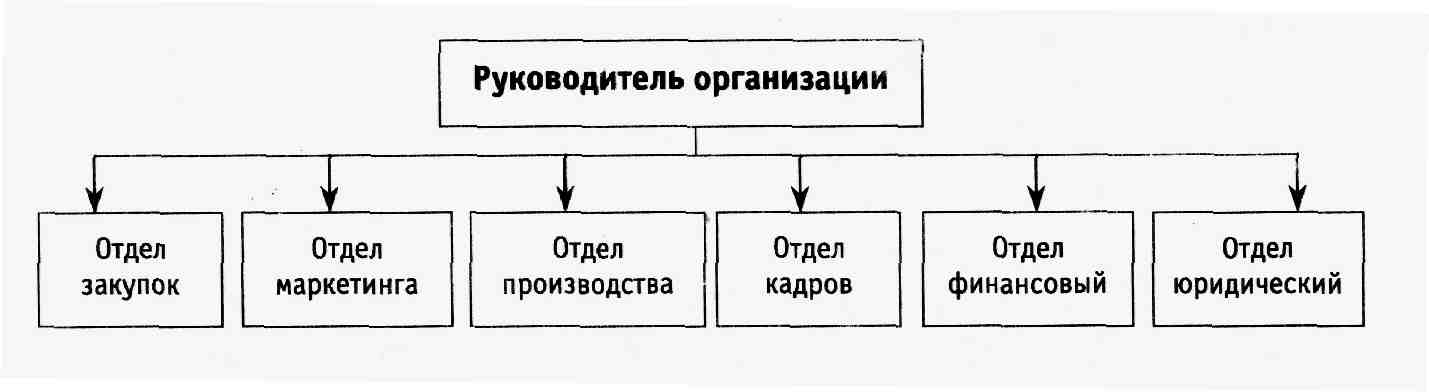 Руководитель организации
Отдел
закупок
Отдел
маркетинга
Отдел
производства
Отдел
кадров
Отдел
финансовый
Отдел
юридический